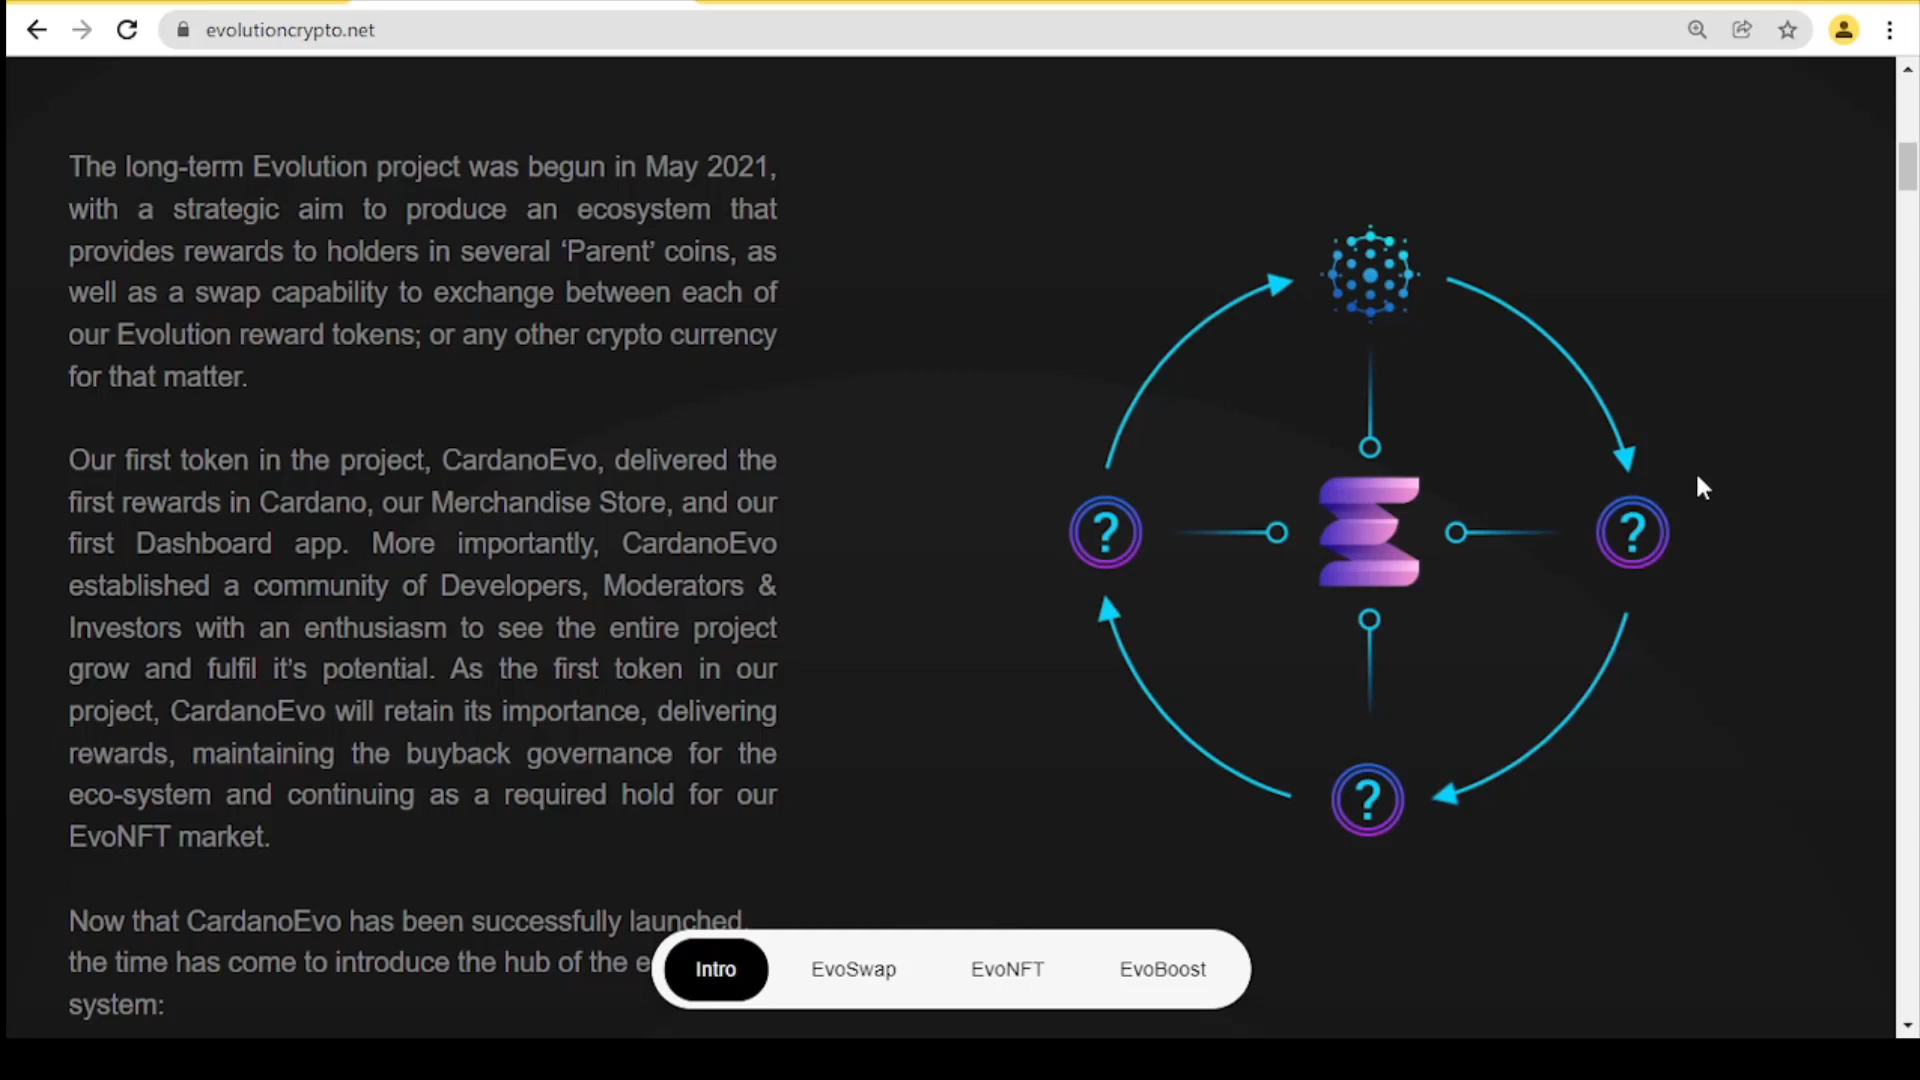 evolutioncrypto.net
The long-term Evolution project was begun in May 2021,
with a strategic aim to produce an ecosystem that
provides rewards to holders in several ‘Parent’ coins, as
well as a swap capability to exchange between each of
our Evolution reward tokens; or any other crypto currency
for that matter.
Our first token in the project, CardanoEvo, delivered the
first rewards in Cardano, our Merchandise Store, and our
first Dashboard app. More importantly, CardanoEvo
established a community of Developers, Moderators &
Investors with an enthusiasm to see the entire project
grow and fulfil it’s potential. As the first token in our
project, CardanoEvo will retain its importance, delivering
rewards, maintaining the buyback governance for the
eco-system and continuing as a required hold for our
EvoNFT market.
Now that CardanoEvo has been successfully launched,
the time has come to introduce the hub of the e
system:
? ?
?
Intro EvoSwap EvoNFT EvoBoost